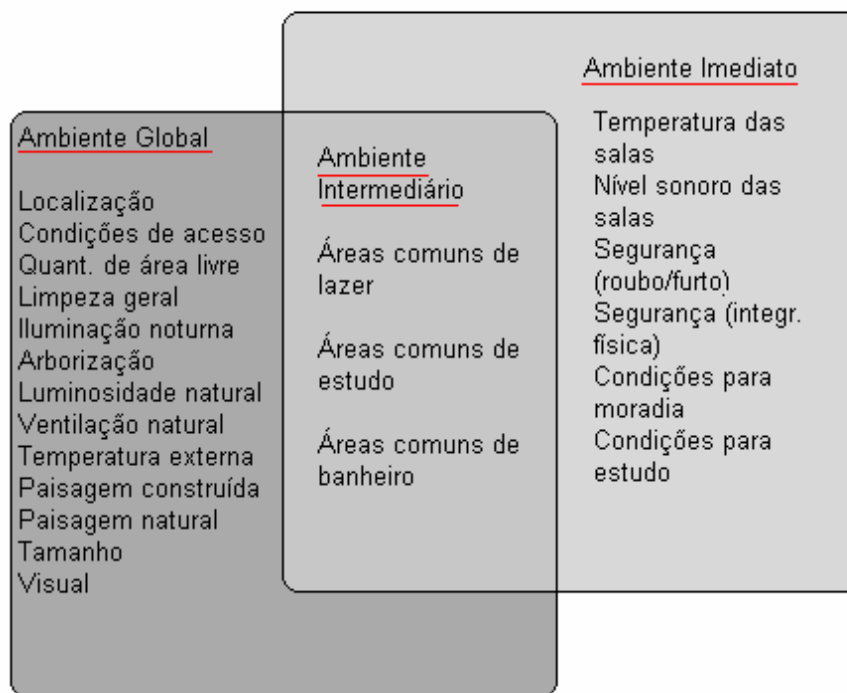 Ambiente Global
Localização
Condições de acesso
Quant. de área livre
Limpeza geral
Iluminação noturna
Arborização
Luminosidade natural
Ventilação natural
Temperatura externa
Paisagem construída
Paisagem natural
Tamanho
Visual
Ambiente
Intermediário
Áreas comuns de
lazer
Áreas comuns de
estudo
Áreas comuns de
banheiro
Ambiente Imediato
Temperatura das
salas
Nível sonoro das
salas
Segurança
(roubo/furto)
Segurança (integr.
física)
Condições para
moradia
Condições para
estudo